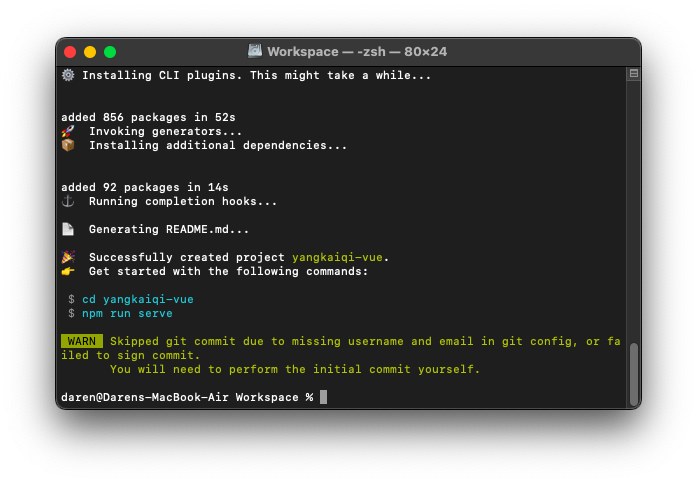 Workspace — -zsh — 80×24
⚙️ Installing CLI plugins. This might take a while...
added 856 packages in 52s
🚀 Invoking generators...
📦 Installing additional dependencies...
added 92 packages in 14s
⚓ Running completion hooks...
📄 Generating README.md...
🎉 Successfully created project yangkaiqi-vue.
👉 Get started with the following commands:
$ cd yangkaiqi-vue
$ npm run serve
WARN Skipped git commit due to missing username and email in git config, or fa
iled to sign commit.
You will need to perform the initial commit yourself.
daren@Darens-MacBook-Air Workspace %